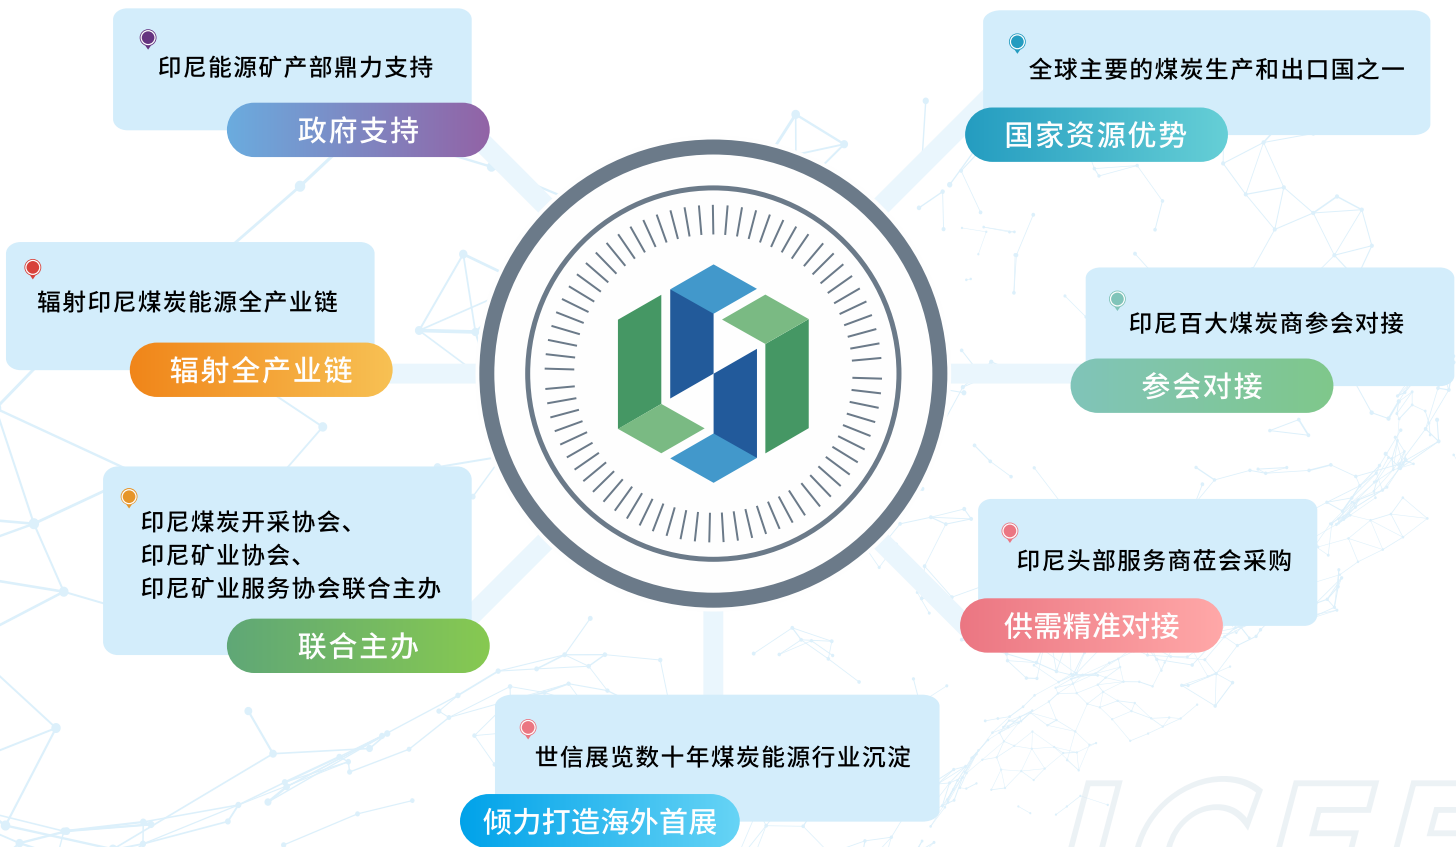 印尼能源矿产部鼎力支持
政府支持
全球主要的煤炭生产和出口国之一
国家资源优势
辐射印尼煤炭能源全产业链
辐射全产业链
印尼百大煤炭商参会对接
参会对接
印尼煤炭开采协会、
印尼矿业协会、
印尼矿业服务协会联合主办
联合主办
印尼头部服务商莅会采购
供需精准对接
世信展览数十年煤炭能源行业沉淀
倾力打造海外首展